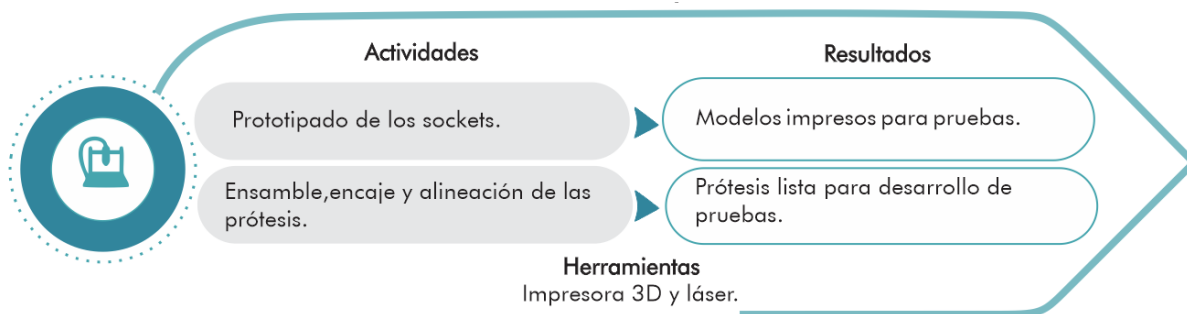 Actividades
Resultados
Prototipado de los sockets.
Modelos impresos para pruebas.
Ensamble,encaje y alineación de las
prótesis.
Prótesis lista para desarrollo de
pruebas.
Herramientas
Impresora 3D y láser.